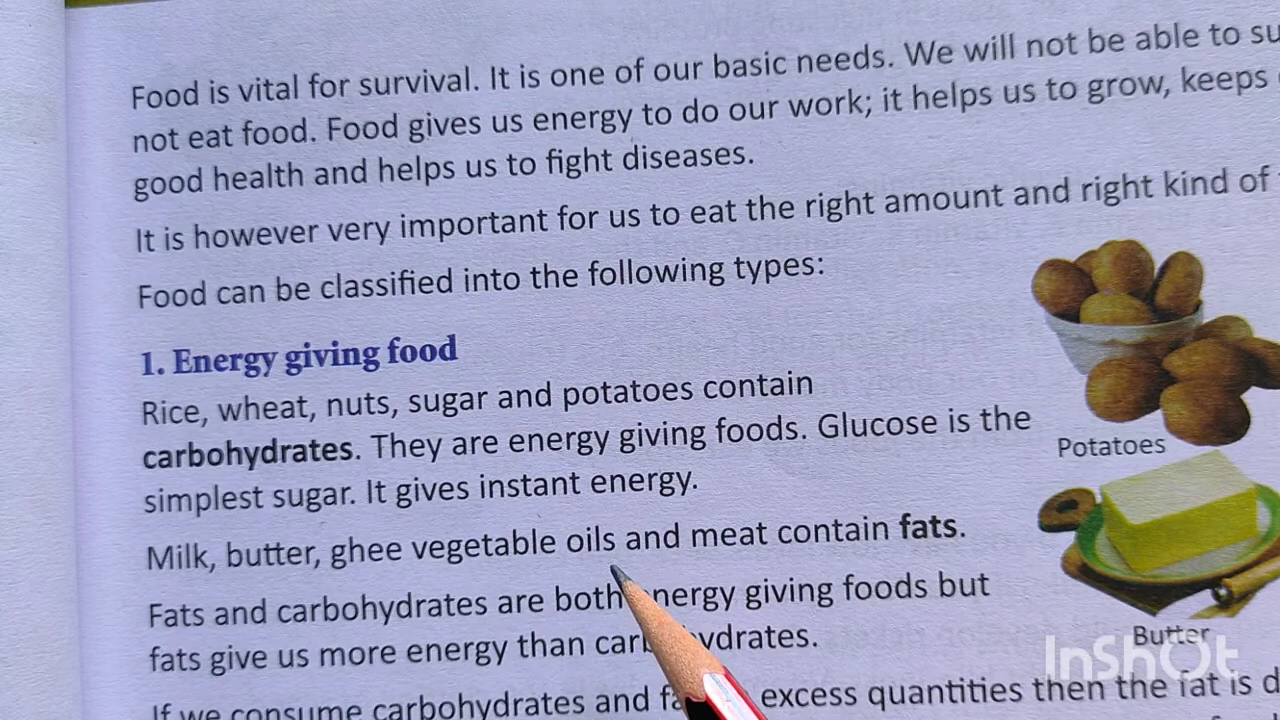 Food is vital for survival. It is one of our basic needs. We will not be able to su
not eat food. Food gives us energy to do our work; it helps us to grow, keeps
good health and helps us to fight diseases.
It is however very important for us to eat the right amount and right kind of
Food can be classified into the following types:
1. Energy giving food
Rice, wheat, nuts, sugar and potatoes contain
carbohydrates. They are energy giving foods. Glucose is the
simplest sugar. It gives instant energy.
Potatoes
Milk, butter, ghee vegetable oils and meat contain fats.
Fats and carbohydrates are both energy giving foods but
fats give us more energy than carbohydrates.
Butter
InShOt
If we consume carbohydrates and excess quantities then the fat is d